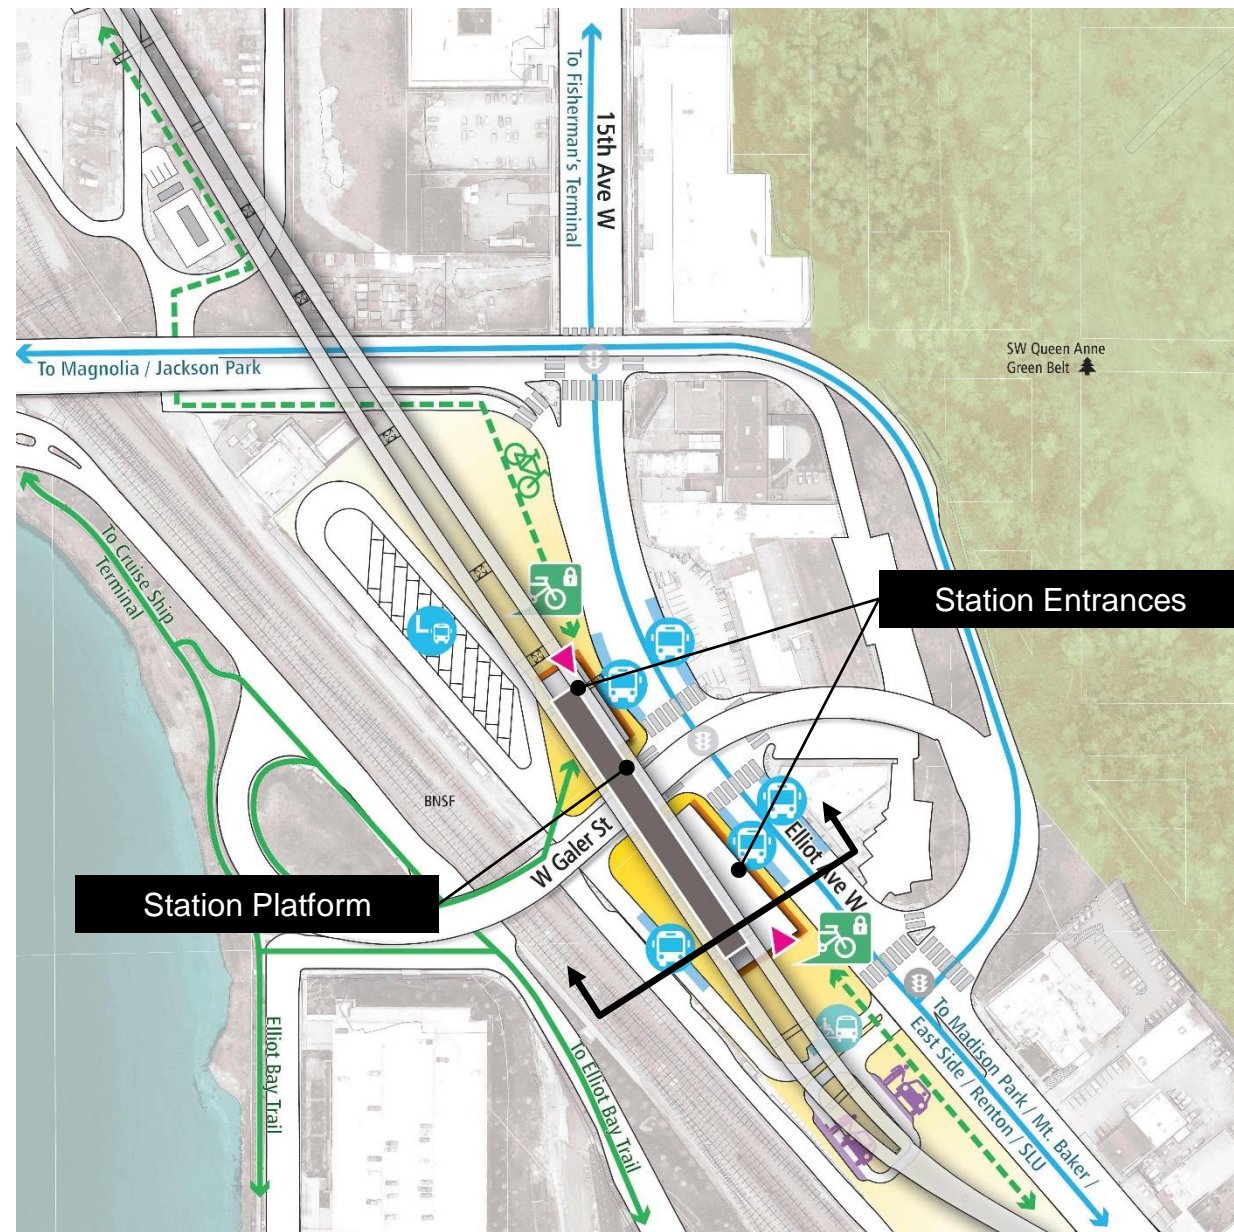 To Fisherman's Terminal
15th Ave W
To Magnolia / Jackson Park
SW Queen Anne
Green Belt
To Cruise Ship
Terminal
Station Entrances
L
BNSF
W Galer St
Elliot Ave W
Station Platform
Elliot Bay Trail
To Elliot Bay Trail
To Madison Park / Mt. Baker /
East Side / Renton / SLU